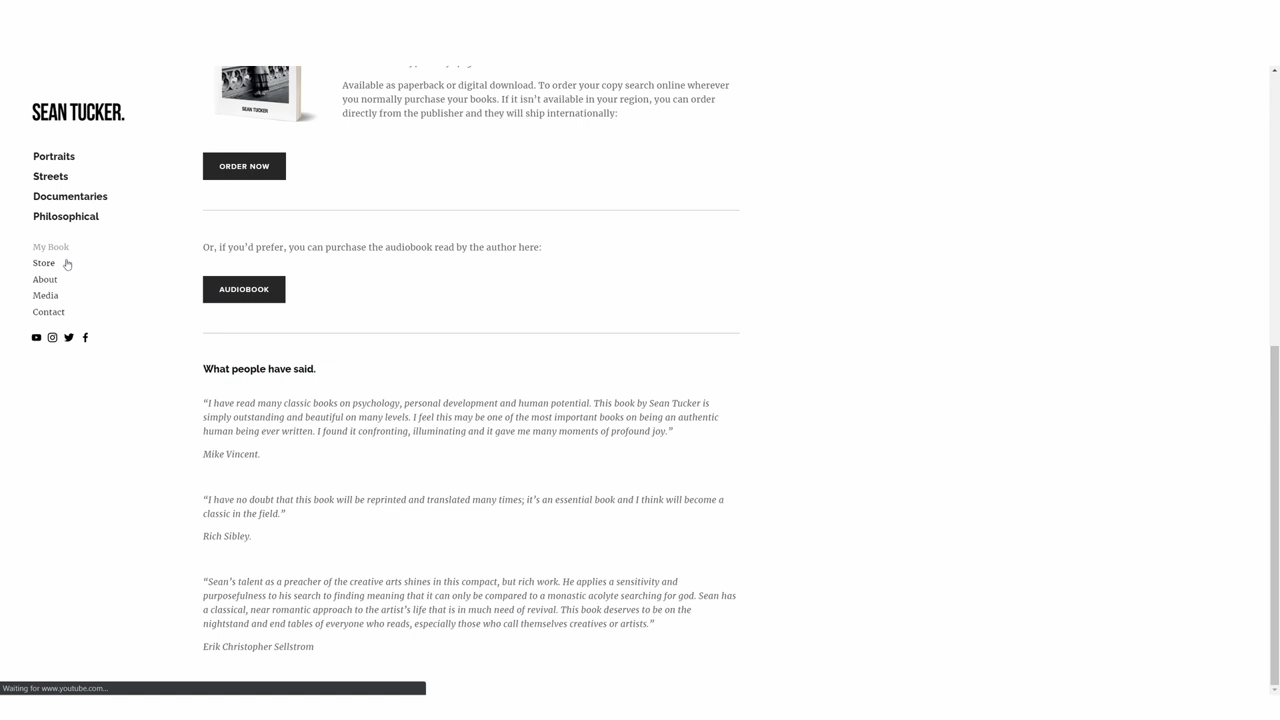 SEAN TUCKER.
Portraits
Streets
Documentaries
Philosophical
My Book
Store
About
Media
Contact
SEAN TUCKER
Available as paperback or digital download. To order your copy search online wherever
you normally purchase your books. If it isn’t available in your region, you can order
directly from the publisher and they will ship internationally:
ORDER NOW
Or, if you’d prefer, you can purchase the audiobook read by the author here:
AUDIOBOOK
What people have said.
“I have read many classic books on psychology, personal development and human potential. This book by Sean Tucker is
simply outstanding and beautiful on many levels. I feel this may be one of the most important books on being an authentic
human being ever written. I found it confronting, illuminating and it gave me many moments of profound joy.”
Mike Vincent.
“I have no doubt that this book will be reprinted and translated many times; it’s an essential book and I think will become a
classic in the field.”
Rich Sibley.
“Sean’s talent as a preacher of the creative arts shines in this compact, but rich work. He applies a sensitivity and
purposefulness to his search to finding meaning that it can only be compared to a monastic acolyte searching for god. Sean has
a classical, near romantic approach to the artist’s life that is in much need of revival. This book deserves to be on the
nightstand and end tables of everyone who reads, especially those who call themselves creatives or artists.”
Erik Christopher Sellstrom
Waiting for www.youtube.com...